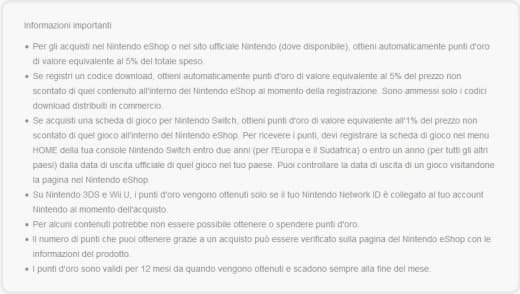 Informazioni importanti
• Per gli acquisti nel Nintendo eShop o nel sito ufficiale Nintendo (dove disponibile), ottieni automaticamente punti d'oro
di valore equivalente al 5% del totale speso.
• Se registri un codice download, ottieni automaticamente punti d'oro di valore equivalente al 5% del prezzo non
scontato di quel contenuto all'interno del Nintendo eShop al momento della registrazione. Sono ammessi solo i codici
download distribuiti in commercio.
• Se acquisti una scheda di gioco per Nintendo Switch, ottieni punti d'oro di valore equivalente all'1% del prezzo non
scontato di quel gioco all'interno del Nintendo eShop. Per ricevere i punti, devi registrare la scheda di gioco nel menu
HOME della tua console Nintendo Switch entro due anni (per l'Europa e il Sudafrica) o entro un anno (per tutti gli altri
paesi) dalla data di uscita ufficiale di quel gioco nel tuo paese. Puoi controllare la data di uscita di un gioco visitandone
la pagina nel Nintendo eShop.
• Su Nintendo 3DS e Wii U, i punti d'oro vengono ottenuti solo se il tuo Nintendo Network ID è collegato al tuo account
Nintendo al momento dell'acquisto.
• Per alcuni contenuti potrebbe non essere possibile ottenere o spendere punti d'oro.
• Il numero di punti che puoi ottenere grazie a un acquisto può essere verificato sulla pagina del Nintendo eShop con le
informazioni del prodotto.
• I punti d'oro sono validi per 12 mesi da quando vengono ottenuti e scadono sempre alla fine del mese.